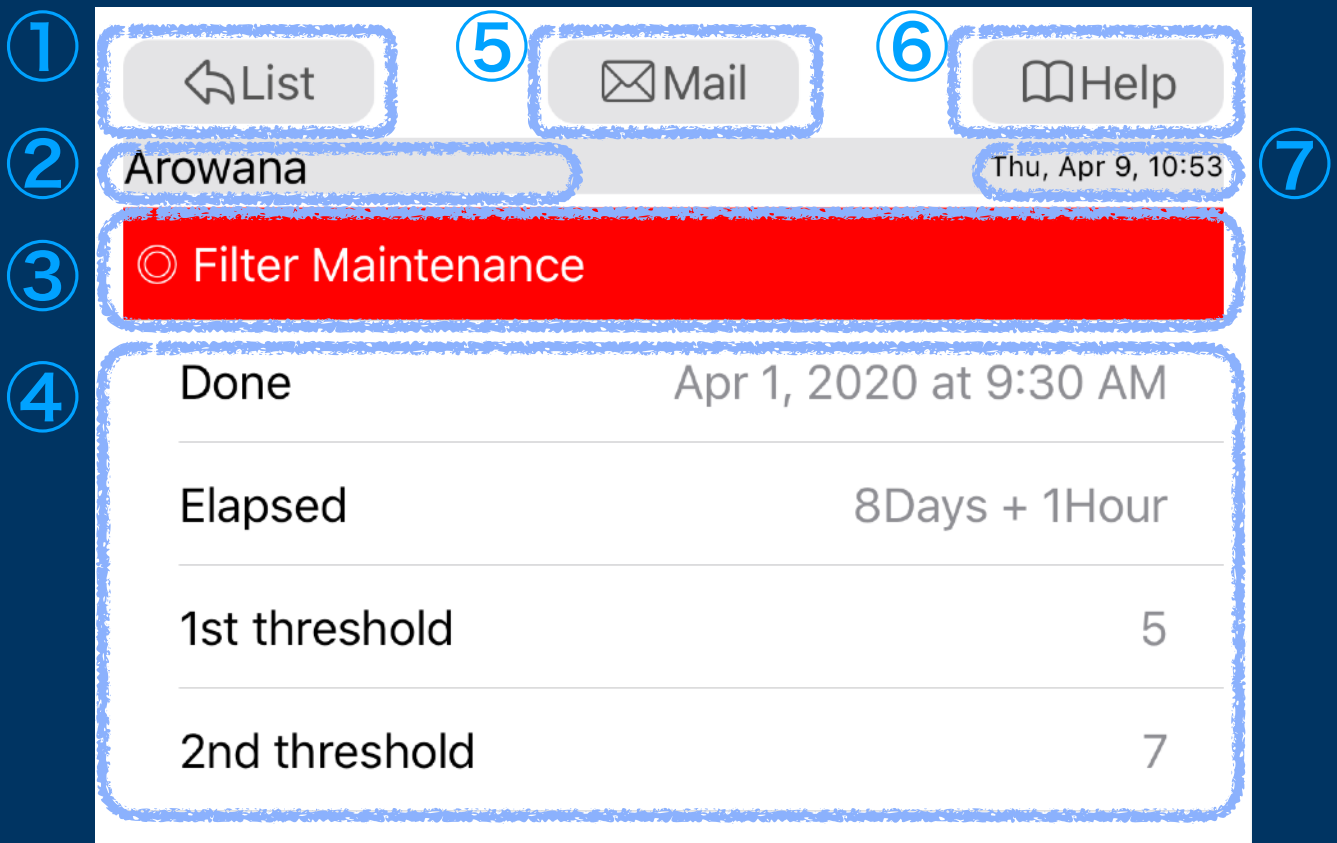 ① List ⑤ Mail ⑥ Help
② Arowana Thu, Apr 9, 10:53 ⑦
③ ◎ Filter Maintenance
④ Done Apr 1, 2020 at 9:30 AM
Elapsed 8Days + 1Hour
1st threshold 5
2nd threshold 7